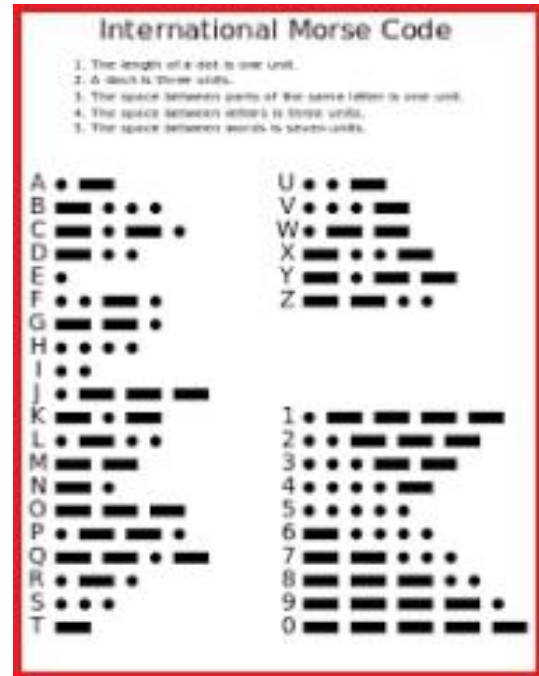 International Morse Code
1. The length of a dot is one unit.
2. A dash is three units.
3. The space between parts of the same letter is one unit.
4. The space between letters is three units.
5. The space between words is seven units.
A
B
C
D
E
F
G
H
I
J
K
L
M
N
O
P
Q
R
S
T
U
V
W
X
Y
Z
1
2
3
4
5
6
7
8
9
0